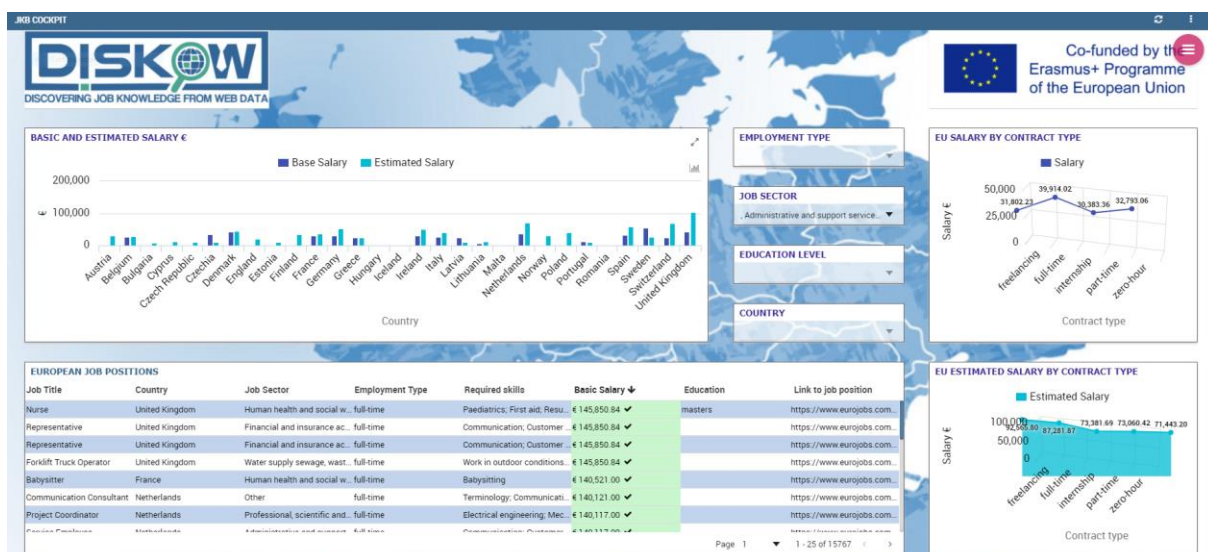 JKB COCKPIT
DISKOW
DISCOVERING JOB KNOWLEDGE FROM WEB DATA
Co-funded by the
Erasmus+ Programme
of the European Union
BASIC AND ESTIMATED SALARY €
Base Salary Estimated Salary
200,000
100,000
0
€
Austria
Belgium
Bulgaria
Cyprus
Czech Republic
Czechia
Denmark
England
Estonia
Finland
France
Germany
Greece
Hungary
Iceland
Ireland
Italy
Latvia
Lithuania
Malta
Netherlands
Norway
Poland
Portugal
Romania
Spain
Sweden
Switzerland
United Kingdom
Country
EMPLOYMENT TYPE
JOB SECTOR
, Administrative and support service...
EDUCATION LEVEL
COUNTRY
EU SALARY BY CONTRACT TYPE
Salary
50,000
25,000
0
Salary €
31,802.23
39,914.02
30,383.36
32,793.06
freelancing
full-time
internship
part-time
zero-hour
Contract type
EUROPEAN JOB POSITIONS
Job Title Country Job Sector Employment Type Required skills Basic Salary Education Link to job position
Nurse United Kingdom Human health and social w... full-time Paediatrics; First aid; Resu... € 145,850.84 masters https://www.eurojobs.com...
Representative United Kingdom Financial and insurance ac... full-time Communication; Customer ... € 145,850.84 https://www.eurojobs.com...
Representative United Kingdom Financial and insurance ac... full-time Communication; Customer ... € 145,850.84 https://www.eurojobs.com...
Forklift Truck Operator United Kingdom Water supply sewage, wast... full-time Work in outdoor conditions... € 145,850.84 https://www.eurojobs.com...
Babysitter France Human health and social w... full-time Babysitting € 140,521.00 https://www.eurojobs.com...
Communication Consultant Netherlands Other full-time Terminology; Communicati... € 140,121.00 https://www.eurojobs.com...
Project Coordinator Netherlands Professional, scientific and... full-time Electrical engineering; Mec... € 140,117.00 https://www.eurojobs.com...
Page 1 1 - 25 of 15767
EU ESTIMATED SALARY BY CONTRACT TYPE
Estimated Salary
100,000
50,000
0
Salary €
92,565.80
87,281.87
73,381.69
73,060.42
71,443.20
freelancing
full-time
internship
part-time
zero-hour
Contract type